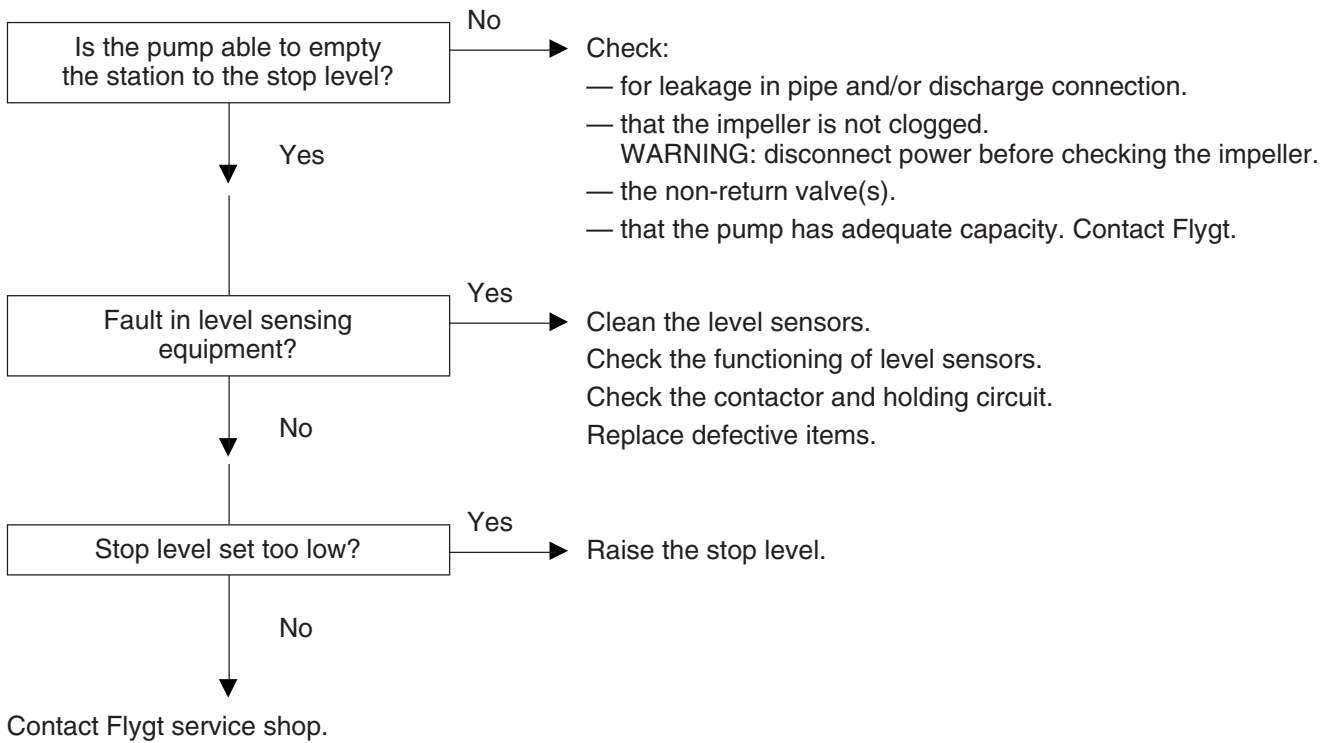 No
Is the pump able to empty
the station to the stop level?
Check:
— for leakage in pipe and/or discharge connection.
— that the impeller is not clogged.
WARNING: disconnect power before checking the impeller.
— the non-return valve(s).
— that the pump has adequate capacity. Contact Flygt.
Yes
Yes
Fault in level sensing
equipment?
Clean the level sensors.
Check the functioning of level sensors.
Check the contactor and holding circuit.
Replace defective items.
No
Yes
Stop level set too low?
Raise the stop level.
No
Contact Flygt service shop.